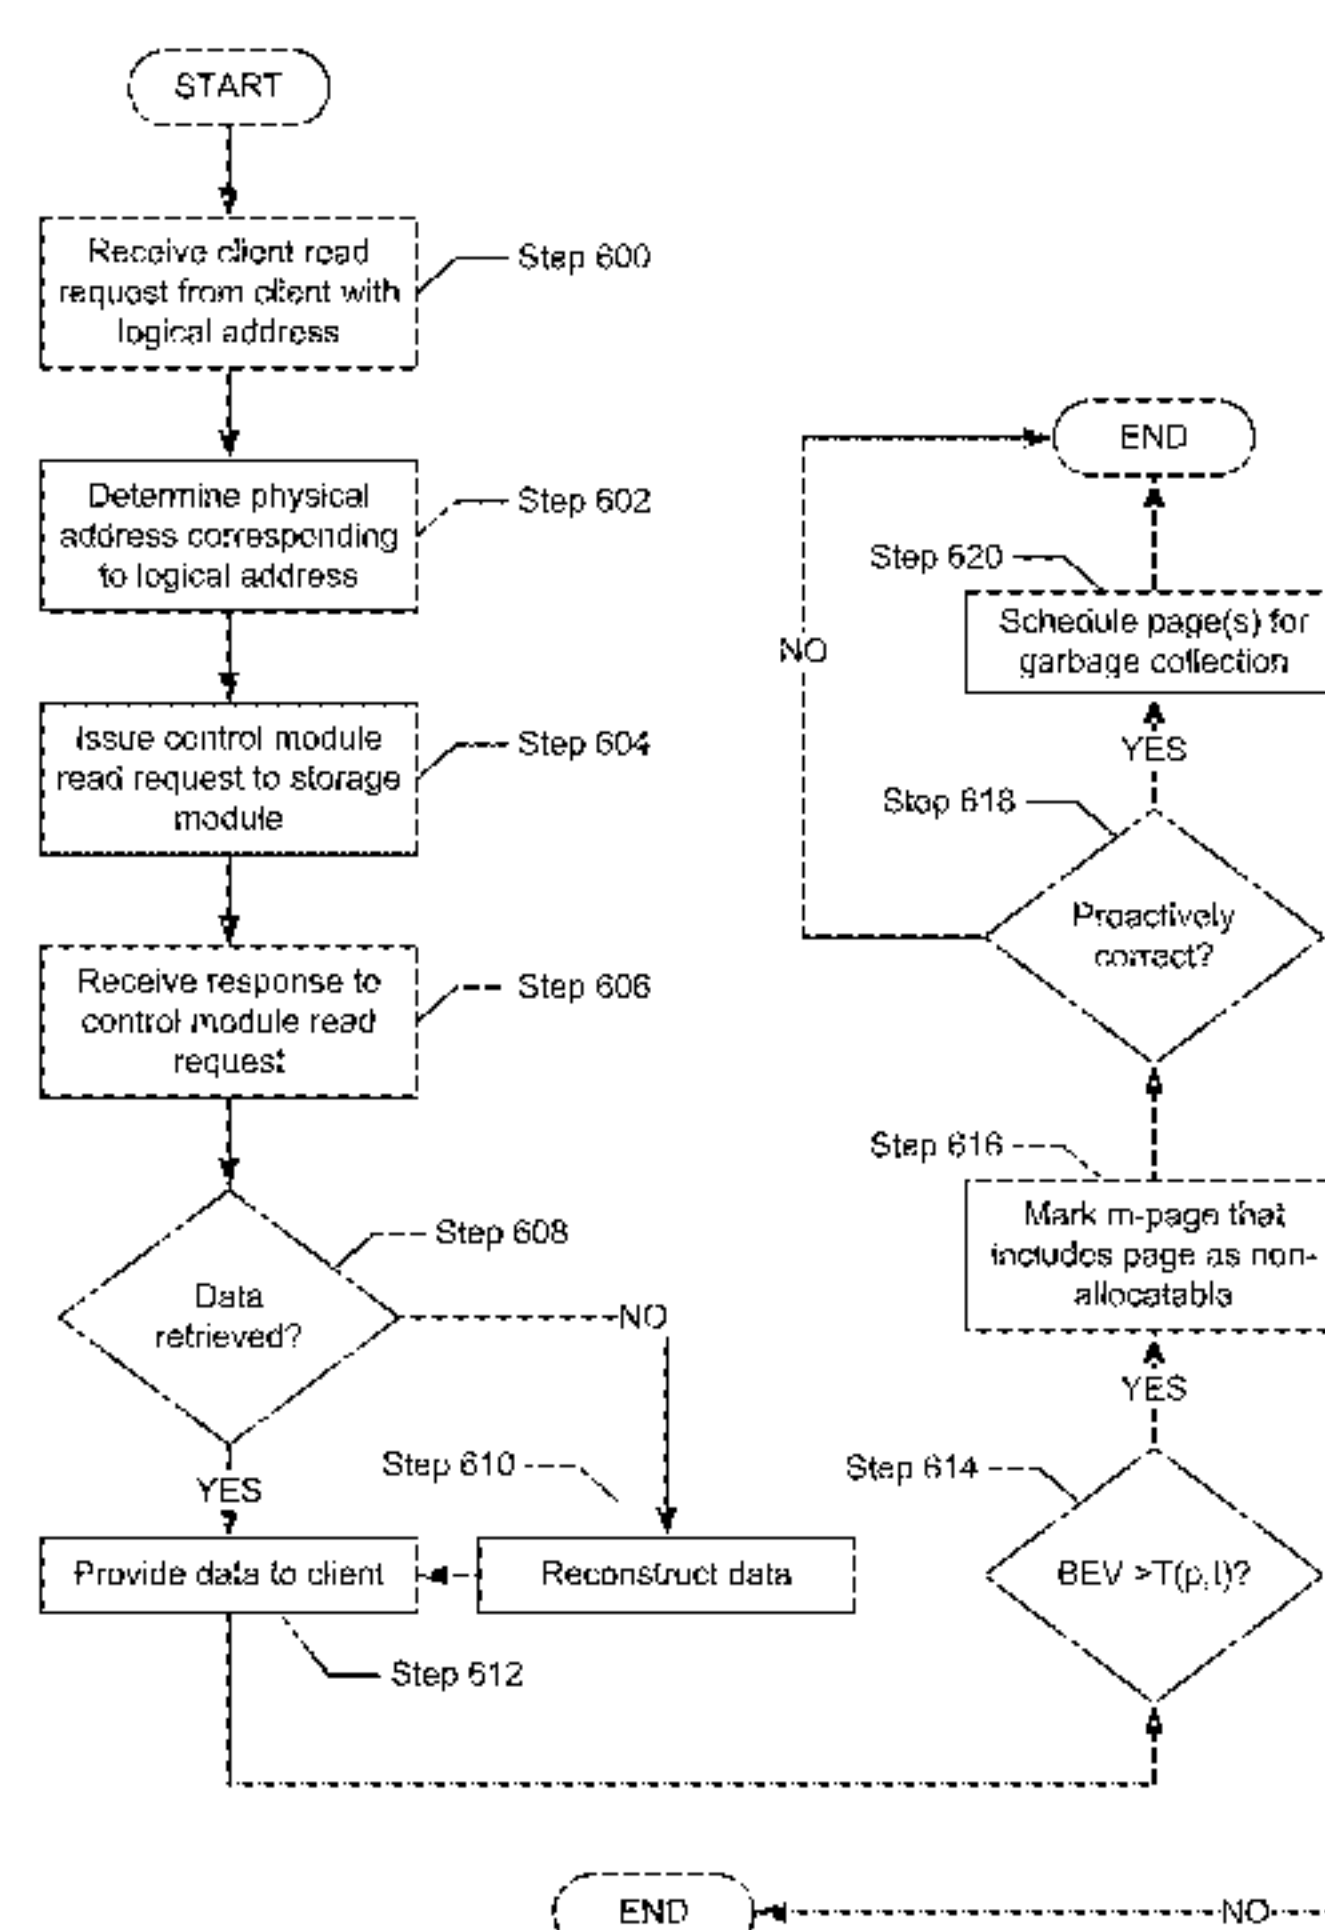 START
Receive client read
request from client with
logical address
Step 600
Determine physical
address corresponding
to logical address
Step 602
Issue control module
read request to storage
module
Step 604
Receive response to
control module read
request
Step 606
Data
retrieved?
Step 608
NO
YES
Step 610
Reconstruct data
Provide data to client
Step 612
BEV >T(p,t)?
Step 614
YES
Mark m-page that
includes page as non-
allocatable
Step 616
Proactively
correct?
Step 618
YES
NO
Schedule page(s) for
garbage collection
Step 620
END
NO
END